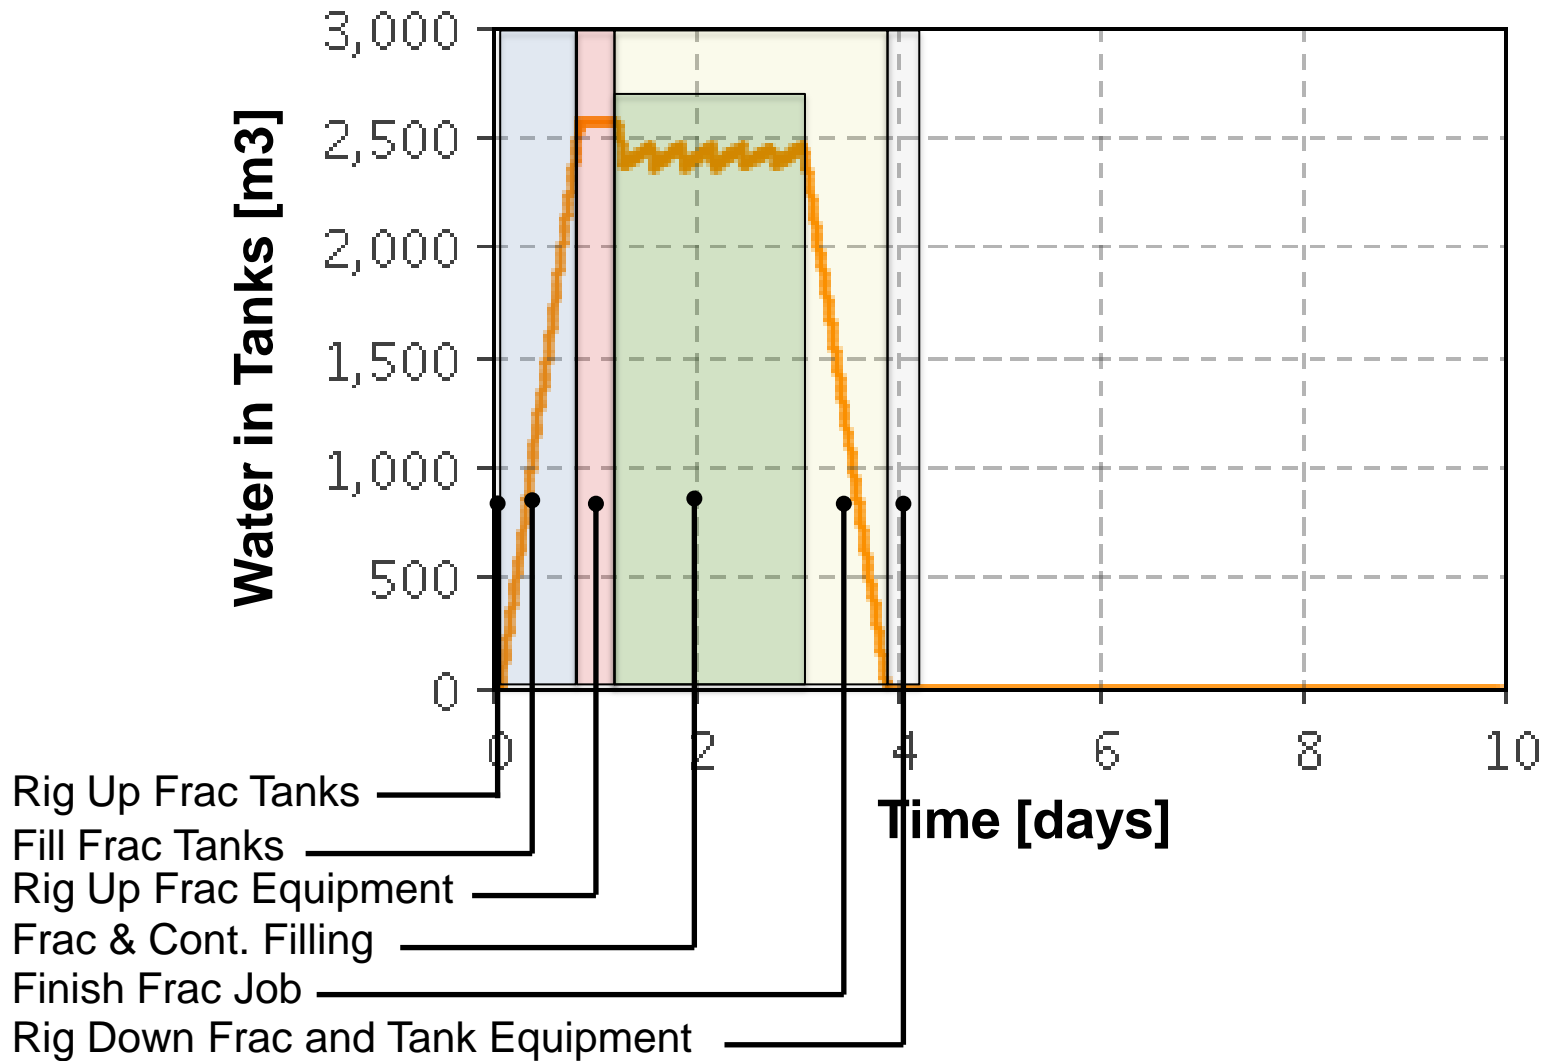 3,000
2,500
2,000
1,500
1,000
500
0
Water in Tanks [m3]
0 2 4 6 8 10
Time [days]
Rig Up Frac Tanks
Fill Frac Tanks
Rig Up Frac Equipment
Frac & Cont. Filling
Finish Frac Job
Rig Down Frac and Tank Equipment